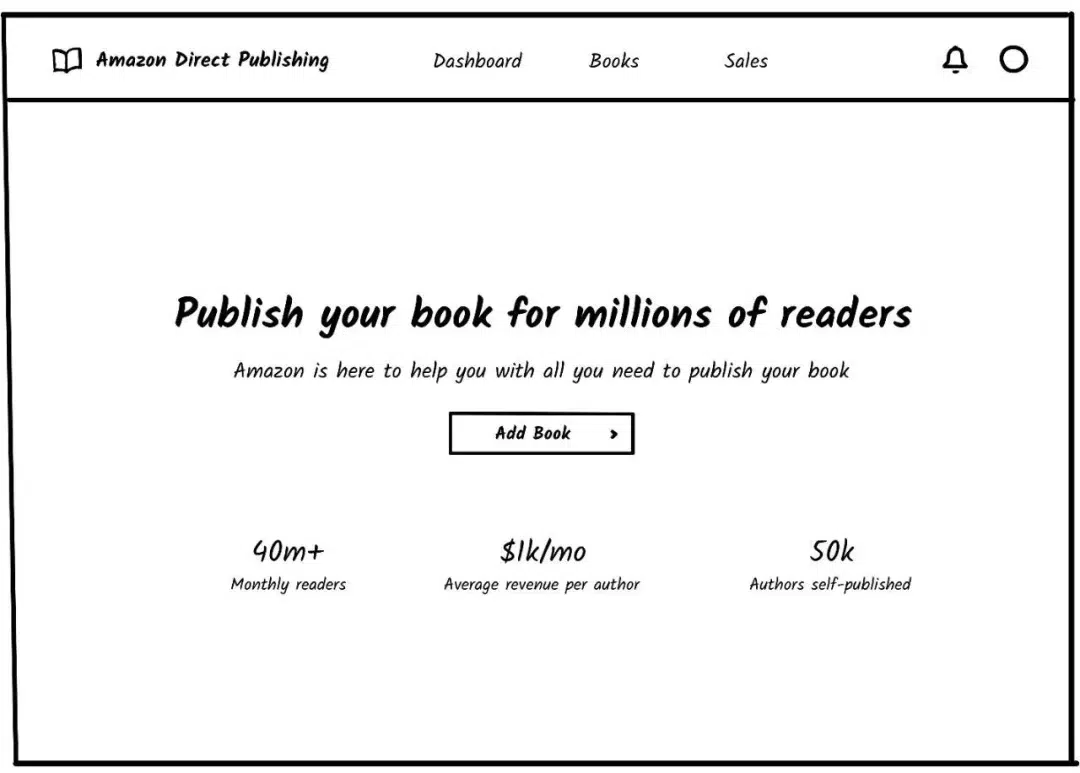 Amazon Direct Publishing Dashboard Books Sales
Publish your book for millions of readers
Amazon is here to help you with all you need to publish your book
Add Book >
40m+ $1k/mo 50k
Monthly readers Average revenue per author Authors self-published